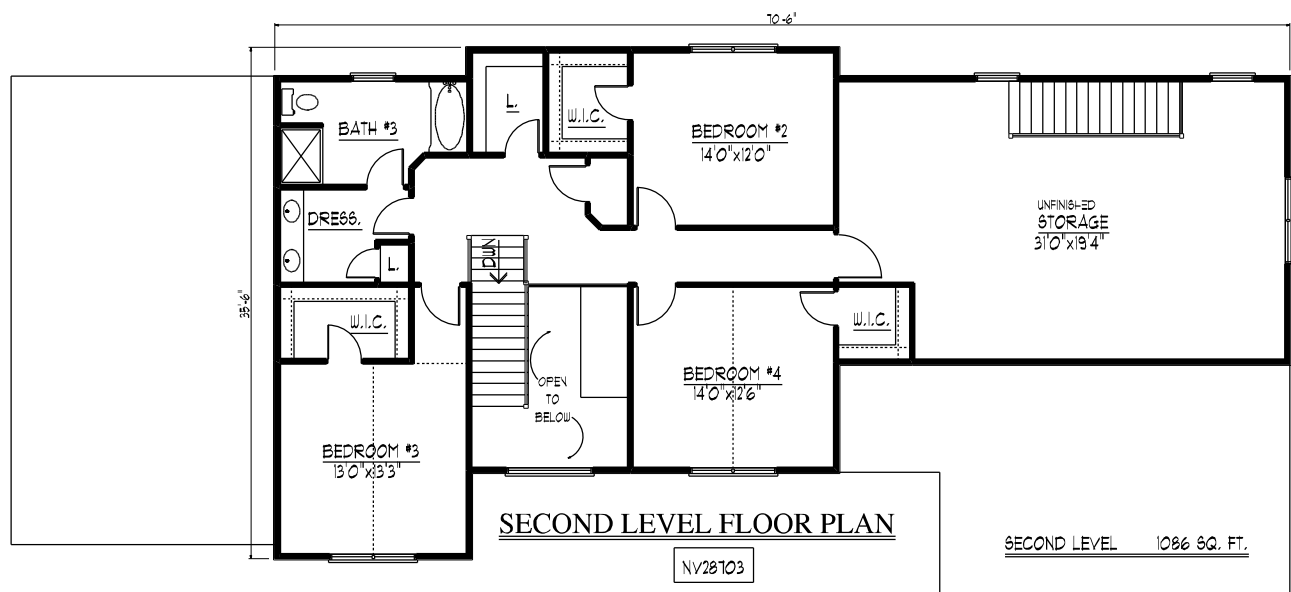 70'-6"
L.
W.I.C.
BATH #3
BEDROOM #2
14'0"x12'0"
UNFINISHED
STORAGE
31'0"x19'4"
DRESS.
L.
DWN
35'-6"
W.I.C.
W.I.C.
BEDROOM #4
14'0"x12'6"
OPEN
TO
BELOW
BEDROOM #3
13'0"x13'3"
SECOND LEVEL FLOOR PLAN
SECOND LEVEL 1086 SQ. FT.
NV28703